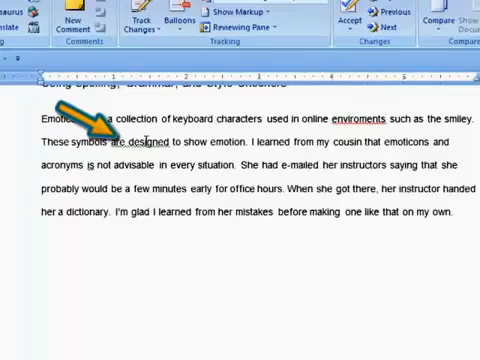 saurus
nslate
New
Comment
Comments
Track
Changes
Balloons
Show Markup
Reviewing Pane
Tracking
Accept
Previous
Next
Changes
Compare
Compare
Using Spelling, Grammar, and Style Checkers
a collection of keyboard characters used in online enviroments such as the smiley.
These symbols are designed to show emotion. I learned from my cousin that emoticons and
acronyms is not advisable in every situation. She had e-mailed her instructors saying that she
probably would be a few minutes early for office hours. When she got there, her instructor handed
her a dictionary. I'm glad I learned from her mistakes before making one like that on my own.